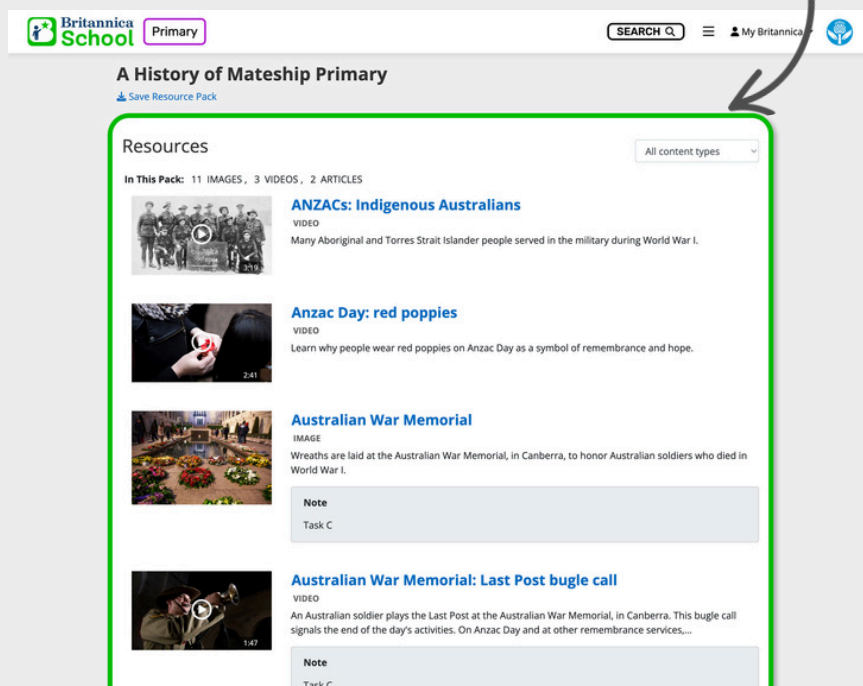 Britannica
School
Primary
SEARCH
My Britannica
A History of Mateship Primary
Save Resource Pack
Resources
All content types
In This Pack: 11 IMAGES , 3 VIDEOS , 2 ARTICLES
ANZACs: Indigenous Australians
VIDEO
Many Aboriginal and Torres Strait Islander people served in the military during World War I.
3:19
Anzac Day: red poppies
VIDEO
Learn why people wear red poppies on Anzac Day as a symbol of remembrance and hope.
2:41
Australian War Memorial
IMAGE
Wreaths are laid at the Australian War Memorial, in Canberra, to honor Australian soldiers who died in
World War I.
Note
Task C
Australian War Memorial: Last Post bugle call
VIDEO
An Australian soldier plays the Last Post at the Australian War Memorial, in Canberra. This bugle call
signals the end of the day's activities. On Anzac Day and at other remembrance services,...
1:47
Note
Task C